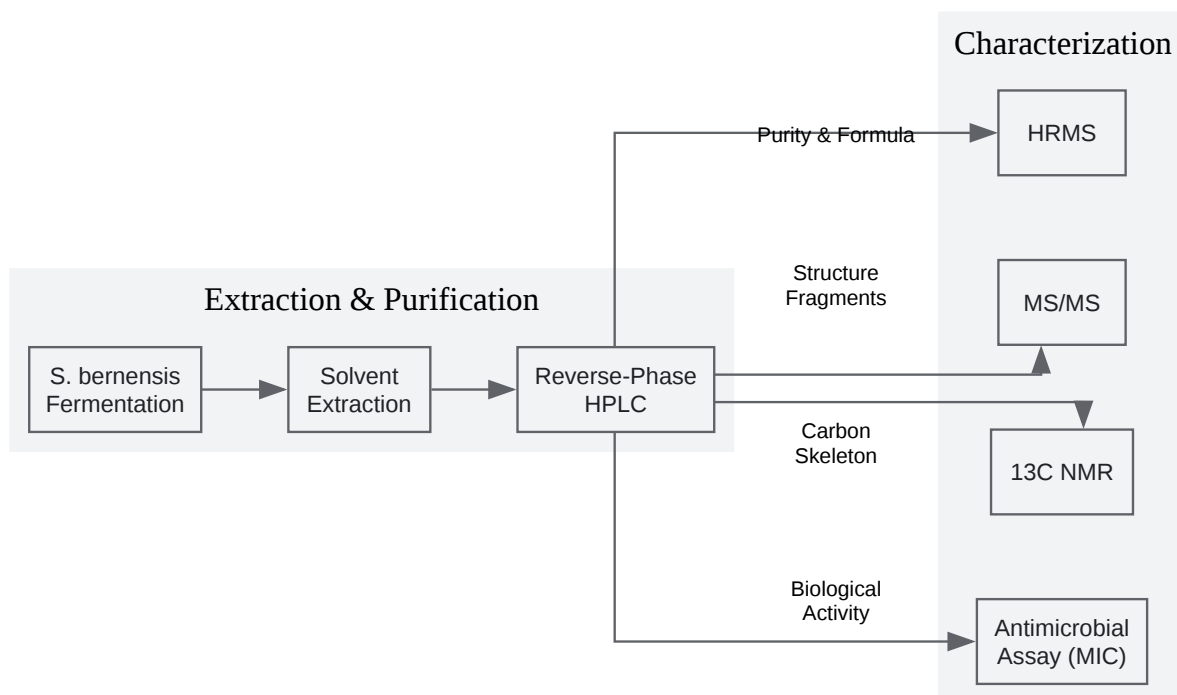 Characterization
HRMS
Purity & Formula
Structure
Fragments
MS/MS
Extraction & Purification
S. bernensis
Fermentation
Solvent
Extraction
Reverse-Phase
HPLC
Carbon
Skeleton
13C NMR
Biological
Activity
Antimicrobial
Assay (MIC)